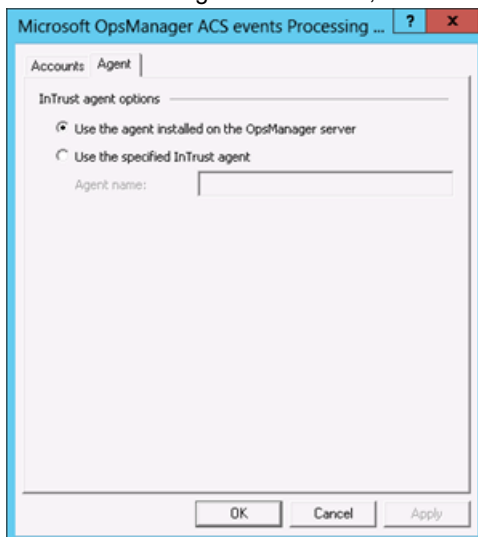 Microsoft OpsManager ACS events Processing ... ? x
Accounts Agent
InTrust agent options
Use the agent installed on the OpsManager server
Use the specified InTrust agent
Agent name:
OK Cancel Apply